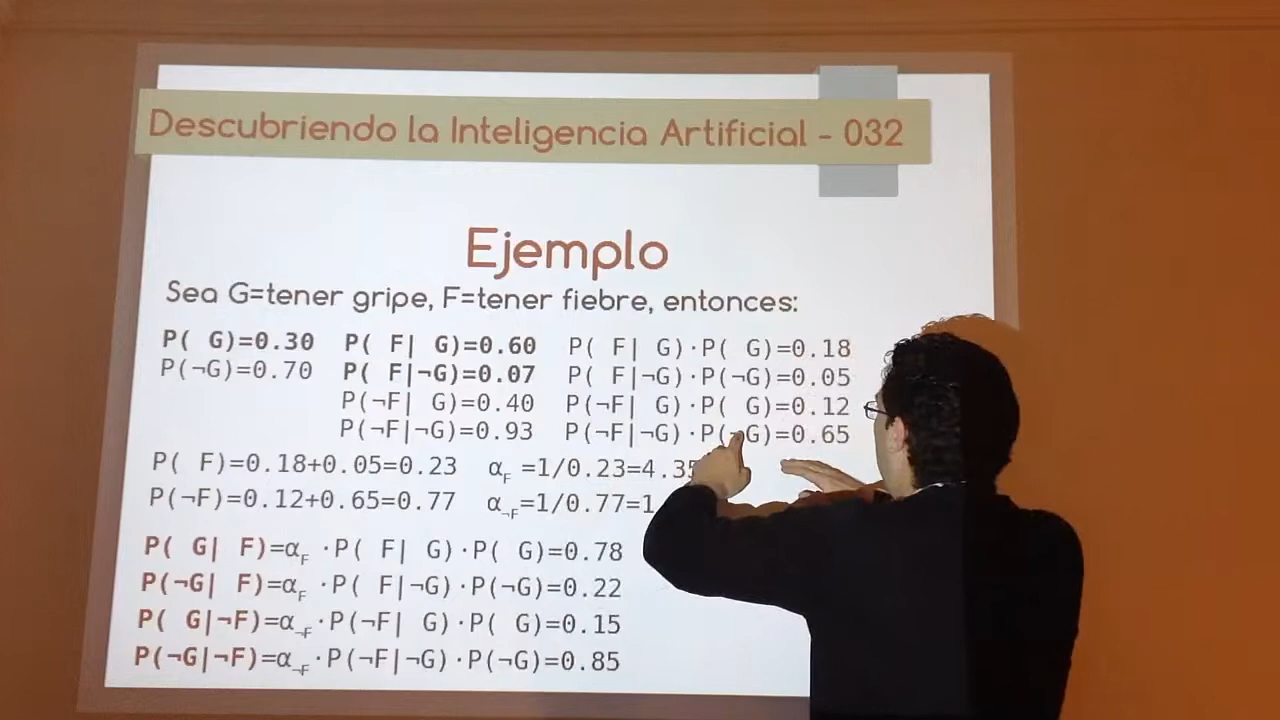 Descubriendo la Inteligencia Artificial - 032
Ejemplo
Sea G=tener gripe, F=tener fiebre, entonces:
P( G)=0.30 P( F| G)=0.60 P( F| G)·P( G)=0.18
P(¬G)=0.70 P( F|¬G)=0.07 P( F|¬G)·P(¬G)=0.05
P(¬F| G)=0.40 P(¬F| G)·P( G)=0.12
P(¬F|¬G)=0.93 P(¬F|¬G)·P(¬G)=0.65
P( F)=0.18+0.05=0.23 α_F =1/0.23=4.35
P(¬F)=0.12+0.65=0.77 α_¬F=1/0.77=1
P( G| F)=α_F ·P( F| G)·P( G)=0.78
P(¬G| F)=α_F ·P( F|¬G)·P(¬G)=0.22
P( G|¬F)=α_¬F·P(¬F| G)·P( G)=0.15
P(¬G|¬F)=α_¬F·P(¬F|¬G)·P(¬G)=0.85